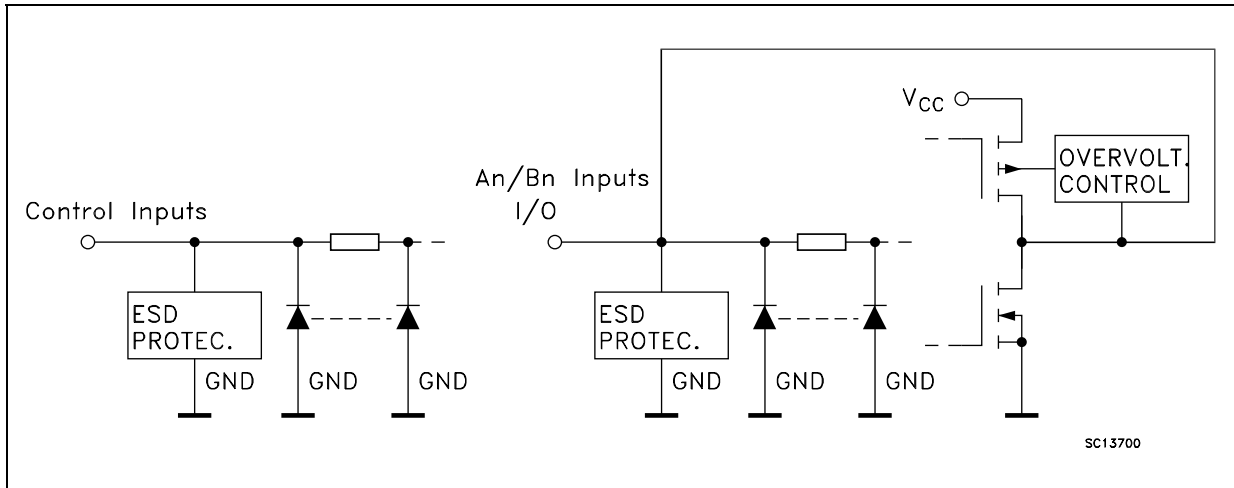 Control Inputs
ESD
PROTEC.
GND
GND
GND
An/Bn Inputs
I/O
ESD
PROTEC.
GND
GND
GND
VCC
OVERVOLT.
CONTROL
SC13700